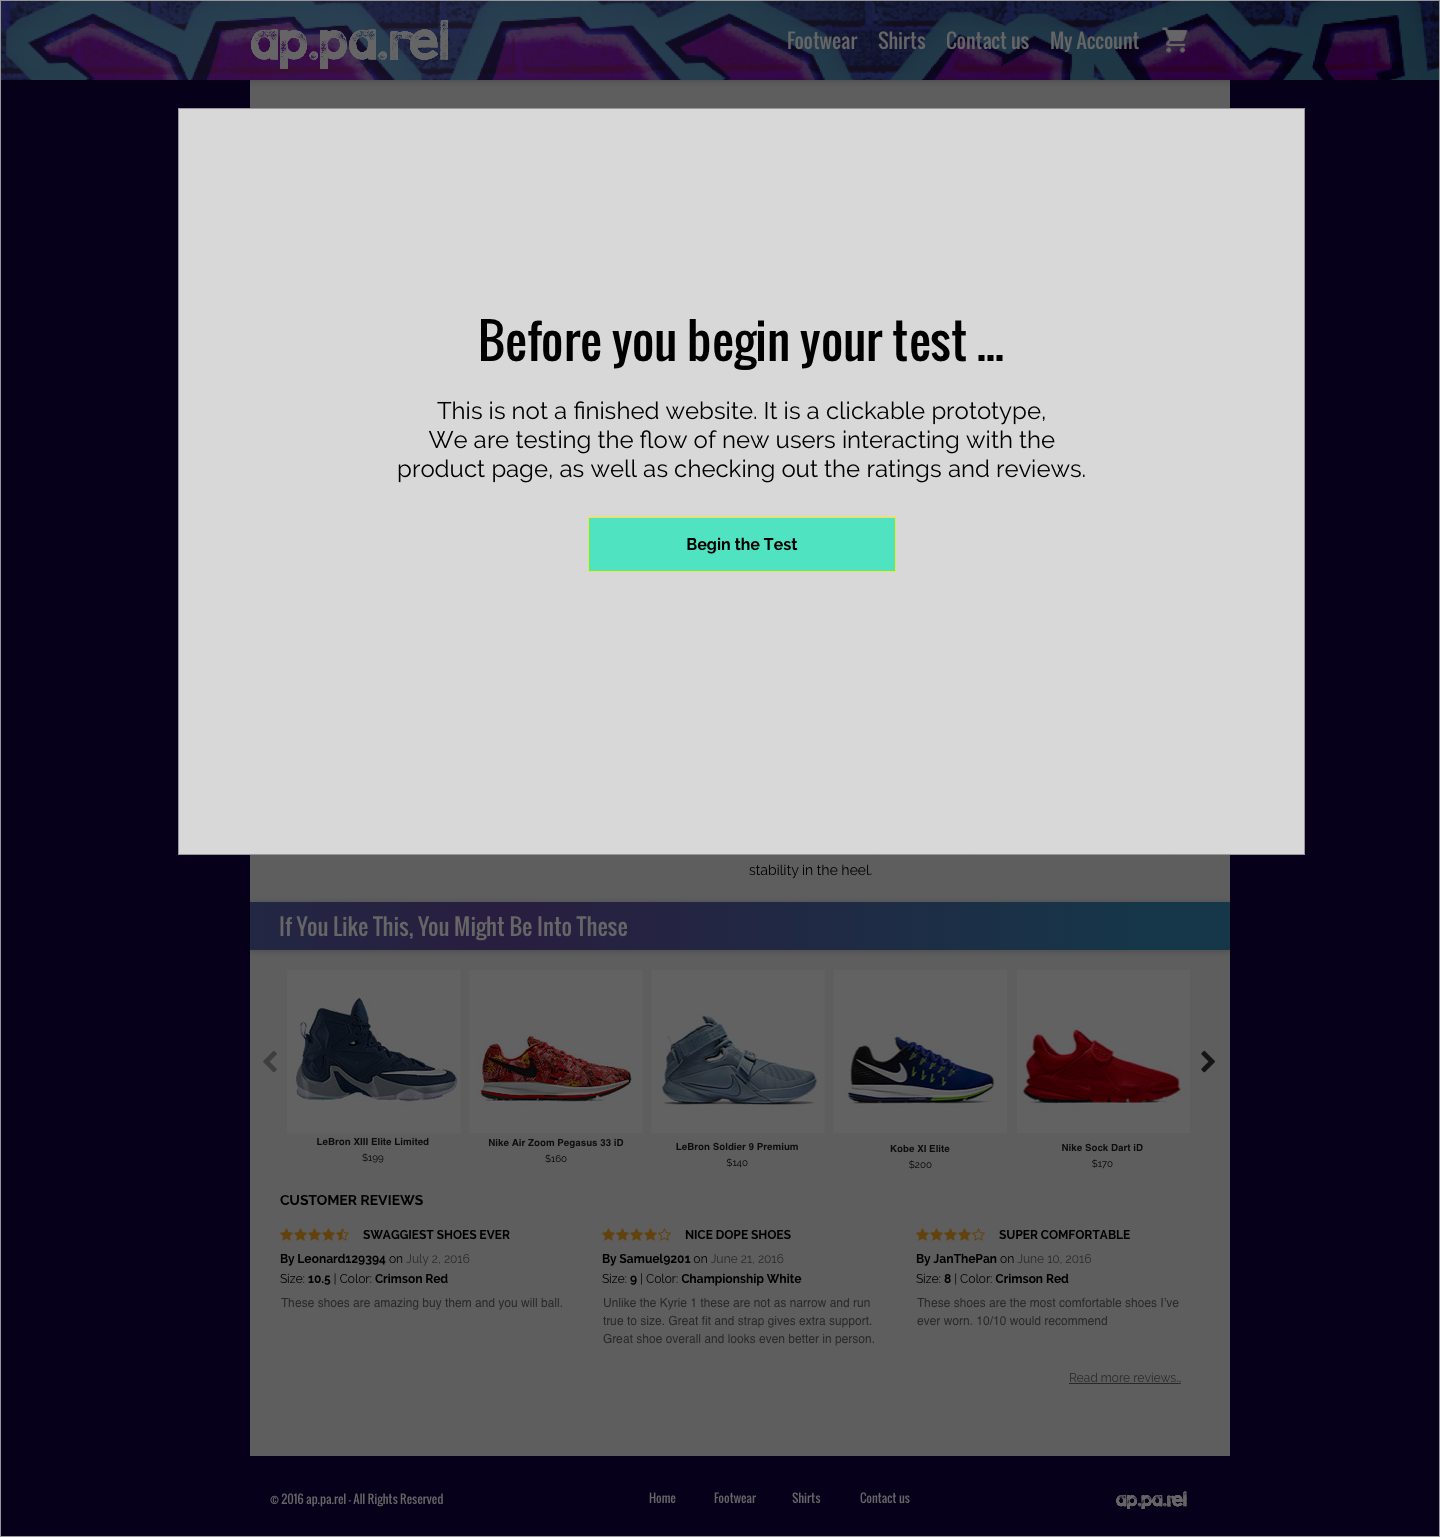 ap.pa.rel
Footwear Shirts Contact us My Account
Before you begin your test ...
This is not a finished website. It is a clickable prototype,
We are testing the flow of new users interacting with the
product page, as well as checking out the ratings and reviews.
Begin the Test
stability in the heel.
If You Like This, You Might Be Into These
LeBron XIII Elite Limited
$199
Nike Air Zoom Pegasus 33 iD
$160
LeBron Soldier 9 Premium
$140
Kobe XI Elite
$200
Nike Sock Dart iD
$170
CUSTOMER REVIEWS
SWAGGIEST SHOES EVER
By Leonard129394 on July 2, 2016
Size: 10.5 | Color: Crimson Red
These shoes are amazing buy them and you will ball.
NICE DOPE SHOES
By Samuel9201 on June 21, 2016
Size: 9 | Color: Championship White
Unlike the Kyrie 1 these are not as narrow and run
true to size. Great fit and strap gives extra support.
Great shoe overall and looks even better in person.
SUPER COMFORTABLE
By JanThePan on June 10, 2016
Size: 8 | Color: Crimson Red
These shoes are the most comfortable shoes I've
ever worn. 10/10 would recommend
Read more reviews..
© 2016 ap.pa.rel - All Rights Reserved
Home Footwear Shirts Contact us
ap.pa.rel